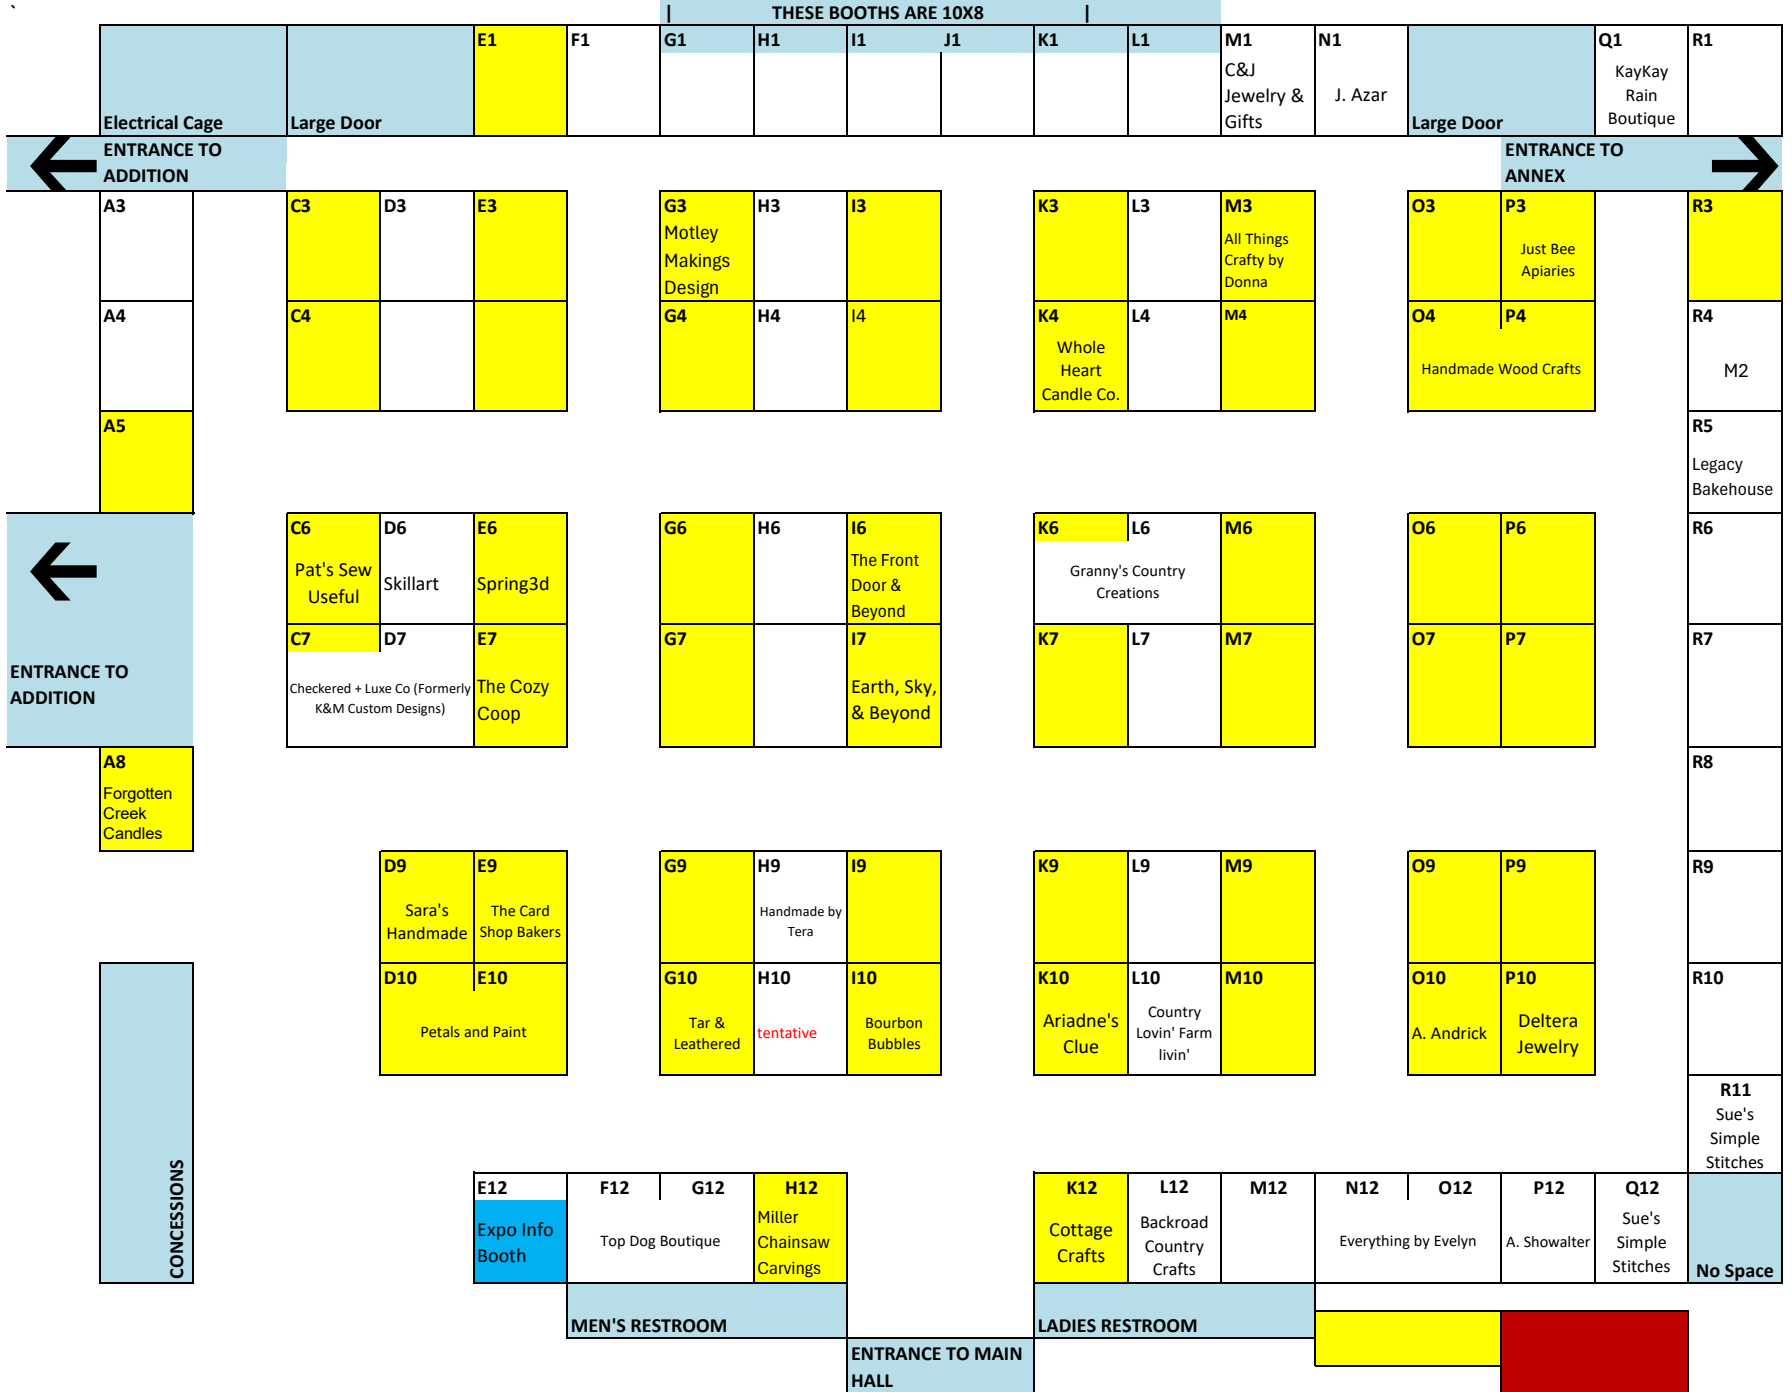 `
| THESE BOOTHS ARE 10X8 |
E1 F1 G1 H1 I1 J1 K1 L1 M1 N1 Q1 R1
C&J
Jewelry &
Gifts
J. Azar
KayKay
Rain
Boutique
Electrical Cage
Large Door
Large Door
ENTRANCE TO
ADDITION
ENTRANCE TO
ANNEX
A3 C3 D3 E3 G3 H3 I3 K3 L3 M3 O3 P3 R3
Motley
Makings
Design
All Things
Crafty by
Donna
Just Bee
Apiaries
A4 C4 G4 H4 I4 K4 L4 M4 O4 P4 R4
Whole
Heart
Candle Co.
Handmade Wood Crafts
M2
A5 R5
Legacy
Bakehouse
C6 D6 E6 G6 H6 I6 K6 L6 M6 O6 P6 R6
Pat's Sew
Useful
Skillart
Spring3d
The Front
Door &
Beyond
Granny's Country
Creations
C7 D7 E7 G7 I7 K7 L7 M7 O7 P7 R7
ENTRANCE TO
ADDITION
Checkered + Luxe Co (Formerly
K&M Custom Designs)
The Cozy
Coop
Earth, Sky,
& Beyond
A8 R8
Forgotten
Creek
Candles
D9 E9 G9 H9 I9 K9 L9 M9 O9 P9 R9
Sara's
Handmade
The Card
Shop Bakers
Handmade by
Tera
D10 E10 G10 H10 I10 K10 L10 M10 O10 P10 R10
Petals and Paint
Tar &
Leathered
tentative
Bourbon
Bubbles
Ariadne's
Clue
Country
Lovin' Farm
livin'
A. Andrick
Deltera
Jewelry
R11
Sue's
Simple
Stitches
CONCESSIONS
E12 F12 G12 H12 K12 L12 M12 N12 O12 P12 Q12
Expo Info
Booth
Top Dog Boutique
Miller
Chainsaw
Carvings
Cottage
Crafts
Backroad
Country
Crafts
Everything by Evelyn
A. Showalter
Sue's
Simple
Stitches
No Space
MEN'S RESTROOM
LADIES RESTROOM
ENTRANCE TO MAIN
HALL